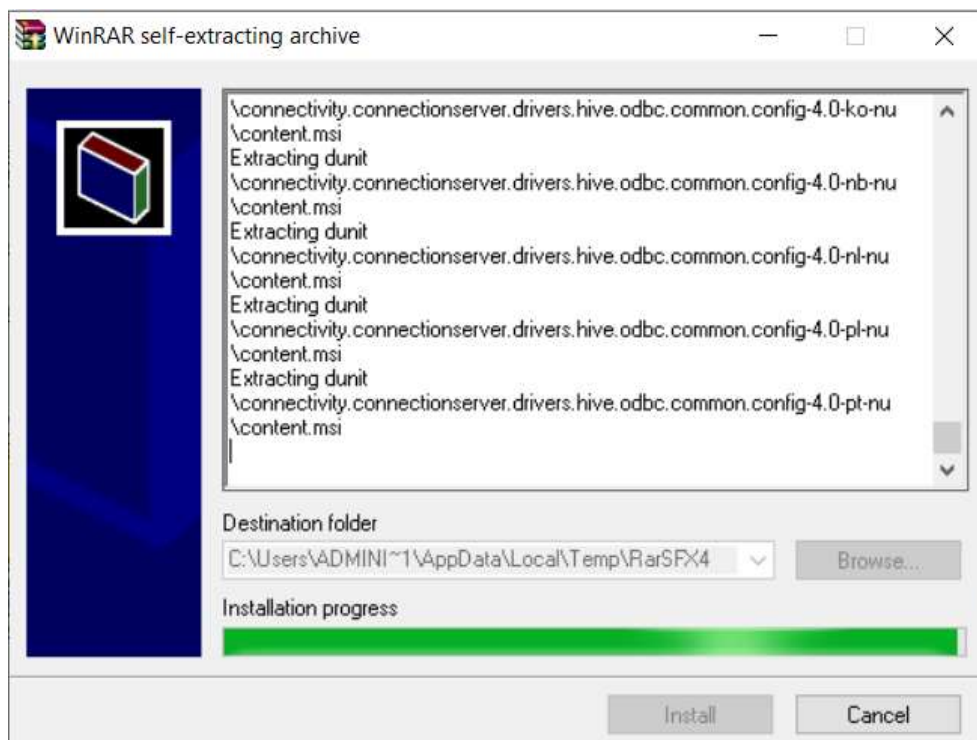 WinRAR self-extracting archive
\connectivity.connectionserver.drivers.hive.odbc.common.config-4.0-ko-nu
\content.msi
Extracting dunit
\connectivity.connectionserver.drivers.hive.odbc.common.config-4.0-nb-nu
\content.msi
Extracting dunit
\connectivity.connectionserver.drivers.hive.odbc.common.config-4.0-nl-nu
\content.msi
Extracting dunit
\connectivity.connectionserver.drivers.hive.odbc.common.config-4.0-pl-nu
\content.msi
Extracting dunit
\connectivity.connectionserver.drivers.hive.odbc.common.config-4.0-pt-nu
\content.msi
Destination folder
C:\Users\ADMINI~1\AppData\Local\Temp\RarSFX4
Browse...
Installation progress
Install
Cancel